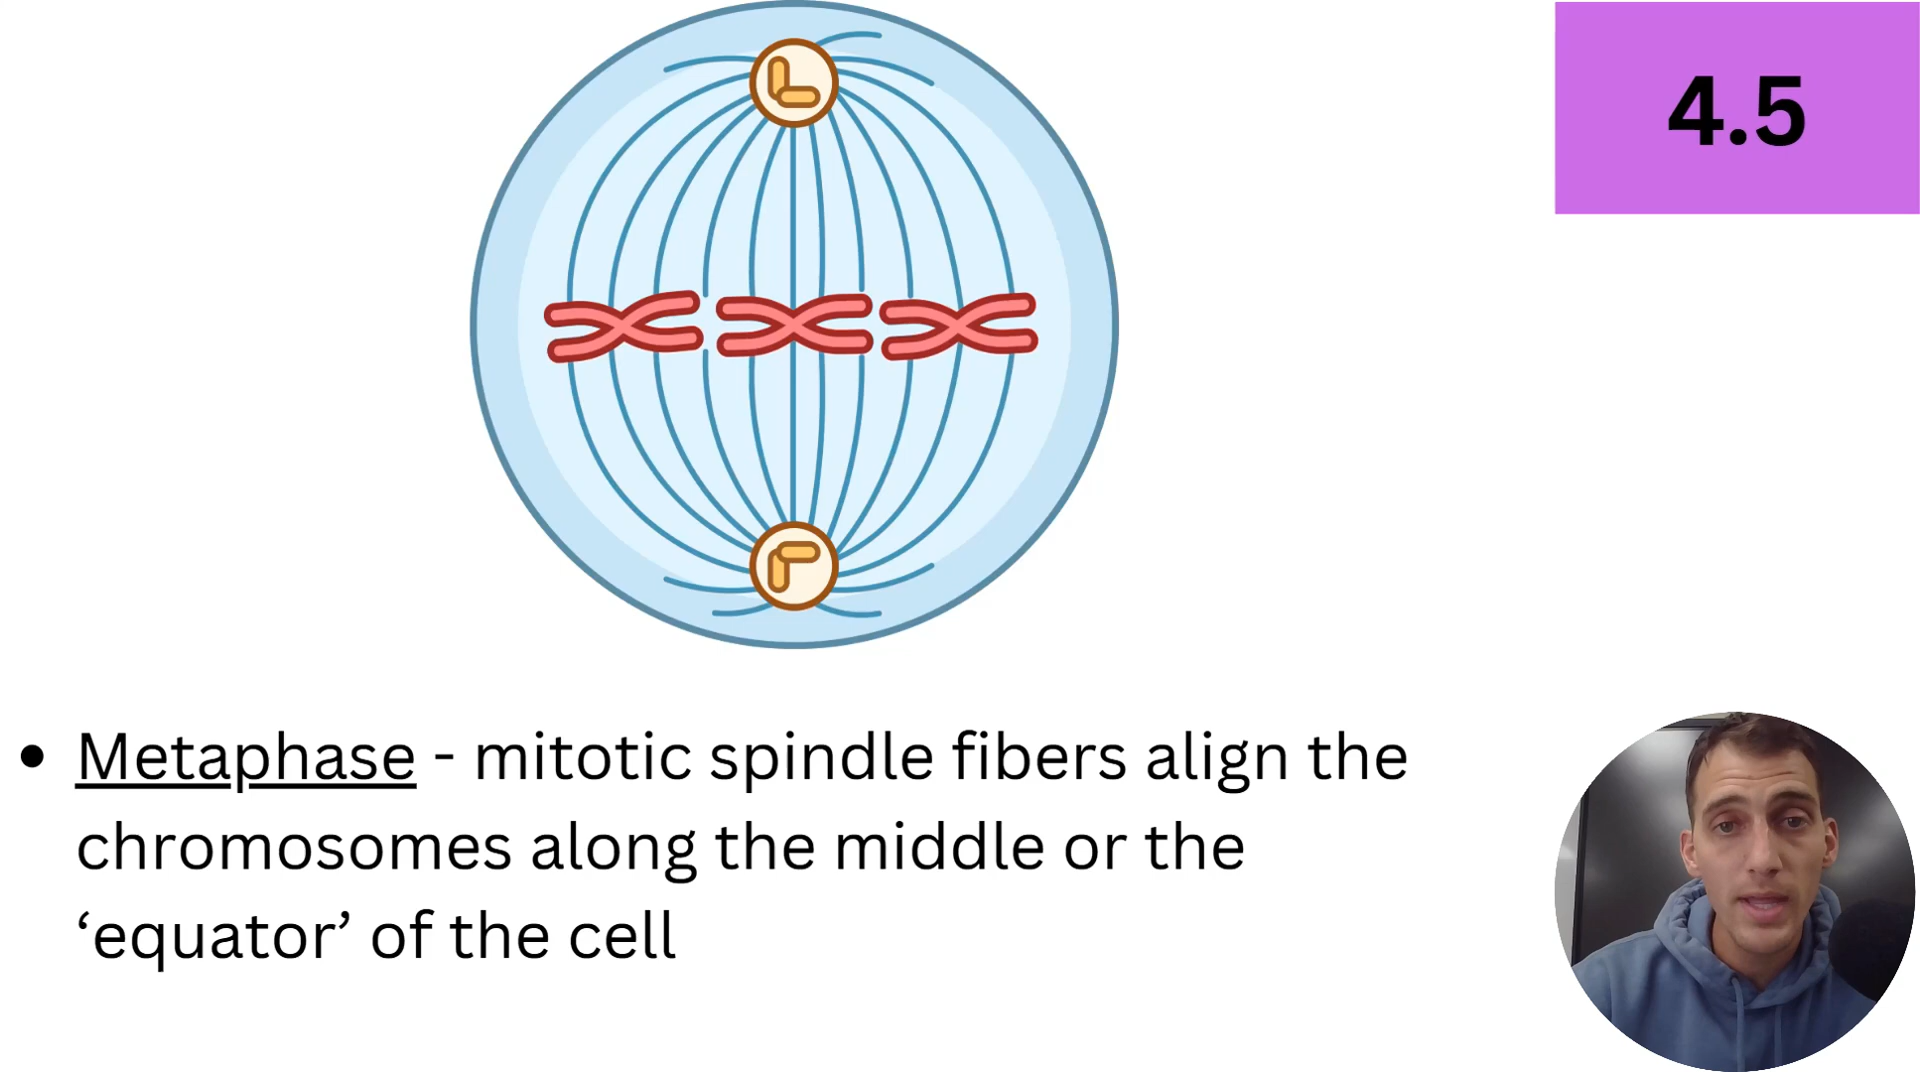 4.5
• Metaphase - mitotic spindle fibers align the
chromosomes along the middle or the
‘equator’ of the cell